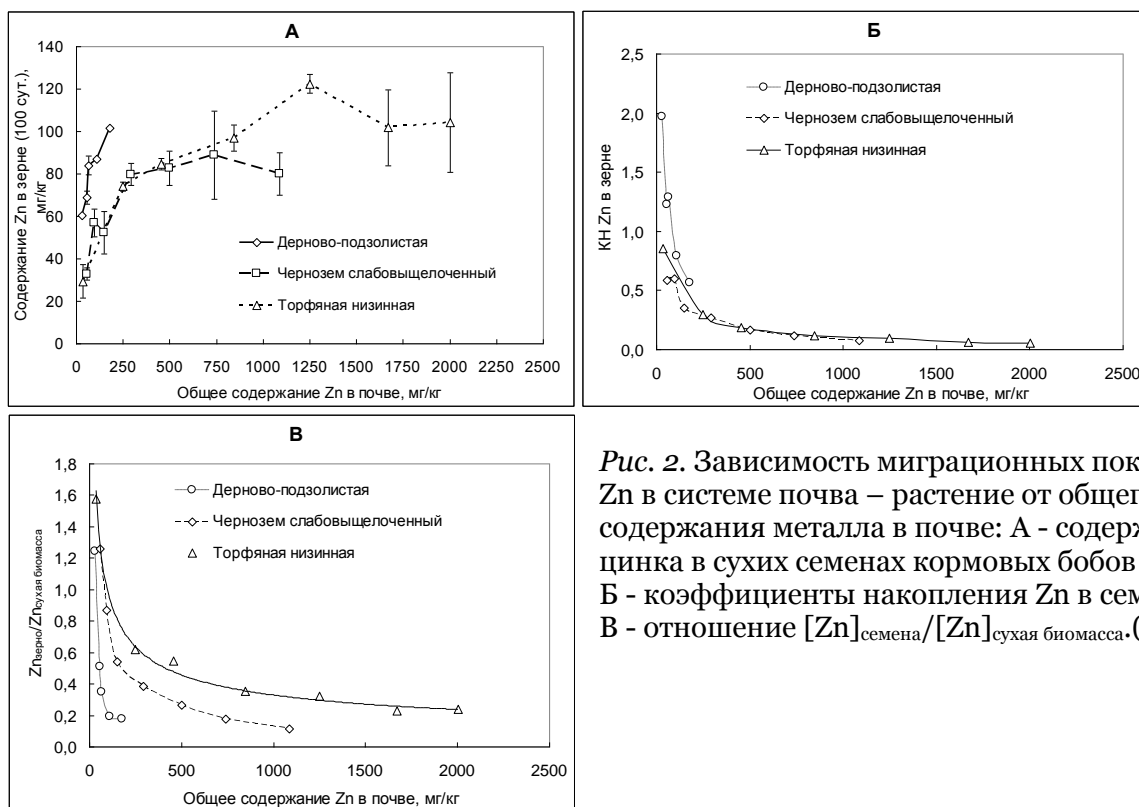 А
Содержание Zn в зерне (100 сут.),
мг/кг
140
120
100
80
60
40
20
0
Дерново-подзолистая
Чернозем слабовыщелоченный
Торфяная низинная
0 250 500 750 1000 1250 1500 1750 2000 2250 2500
Общее содержание Zn в почве, мг/кг
Б
КН Zn в зерне
2,5
2,0
1,5
1,0
0,5
0,0
Дерново-подзолистая
Чернозем слабовыщелоченный
Торфяная низинная
0 500 1000 1500 2000 2500
Общее содержание Zn в почве, мг/кг
В
Znзерно/Znсухая биомасса
1,8
1,6
1,4
1,2
1,0
0,8
0,6
0,4
0,2
0,0
Дерново-подзолистая
Чернозем слабовыщелоченный
Торфяная низинная
0 500 1000 1500 2000 2500
Общее содержание Zn в почве, мг/кг
Рис. 2. Зависимость миграционных
Zn в системе почва – растение от
содержания металла в почве: А -
цинка в сухих семенах кормовых бобов
Б - коэффициенты накопления Zn в
В - отношение [Zn]семена/[Zn]сухая биомасса.(